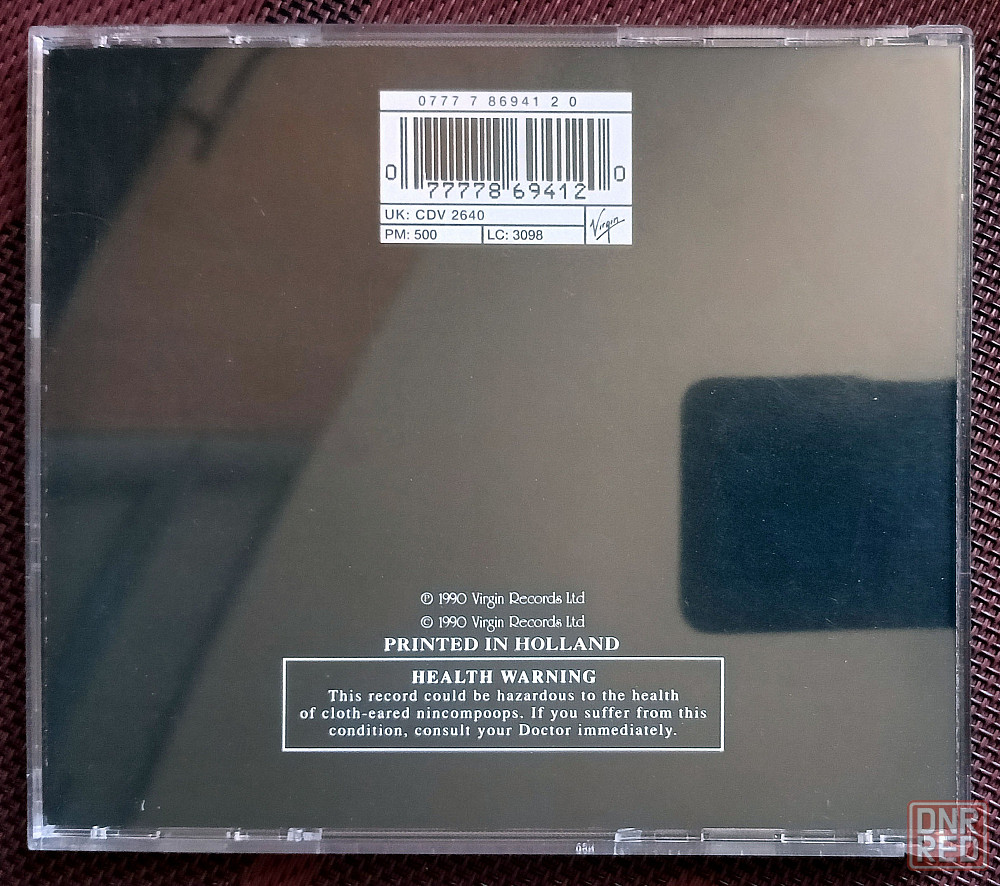 0777 7 86941 2 0
0 77778 69412 0
UK: CDV 2640
PM: 500 LC: 3098 Virgin
℗ 1990 Virgin Records Ltd
© 1990 Virgin Records Ltd
PRINTED IN HOLLAND
HEALTH WARNING
This record could be hazardous to the health
of cloth-eared nincompoops. If you suffer from this
condition, consult your Doctor immediately.
DNR
RED